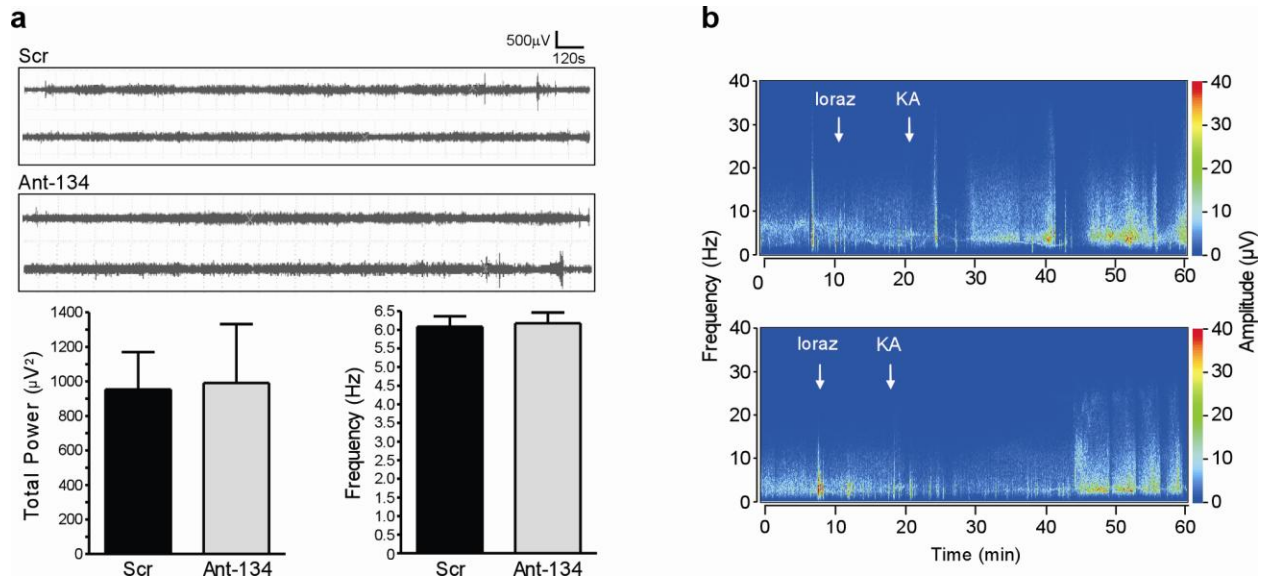 a
500µV
120s
Scr
Ant-134
Total Power (µV²)
1400
1200
1000
800
600
400
200
0
Scr Ant-134
Frequency (Hz)
6.5
6.0
5.5
5.0
4.5
4.0
3.5
3.0
2.5
2.0
1.5
1.0
0.5
0.0
Scr Ant-134
b
Frequency (Hz)
40
30
20
10
0
loraz KA
0 10 20 30 40 50 60
40
30
20
10
0
Amplitude (µV)
40
30
20
10
0
loraz KA
0 10 20 30 40 50 60
40
30
20
10
0
Time (min)